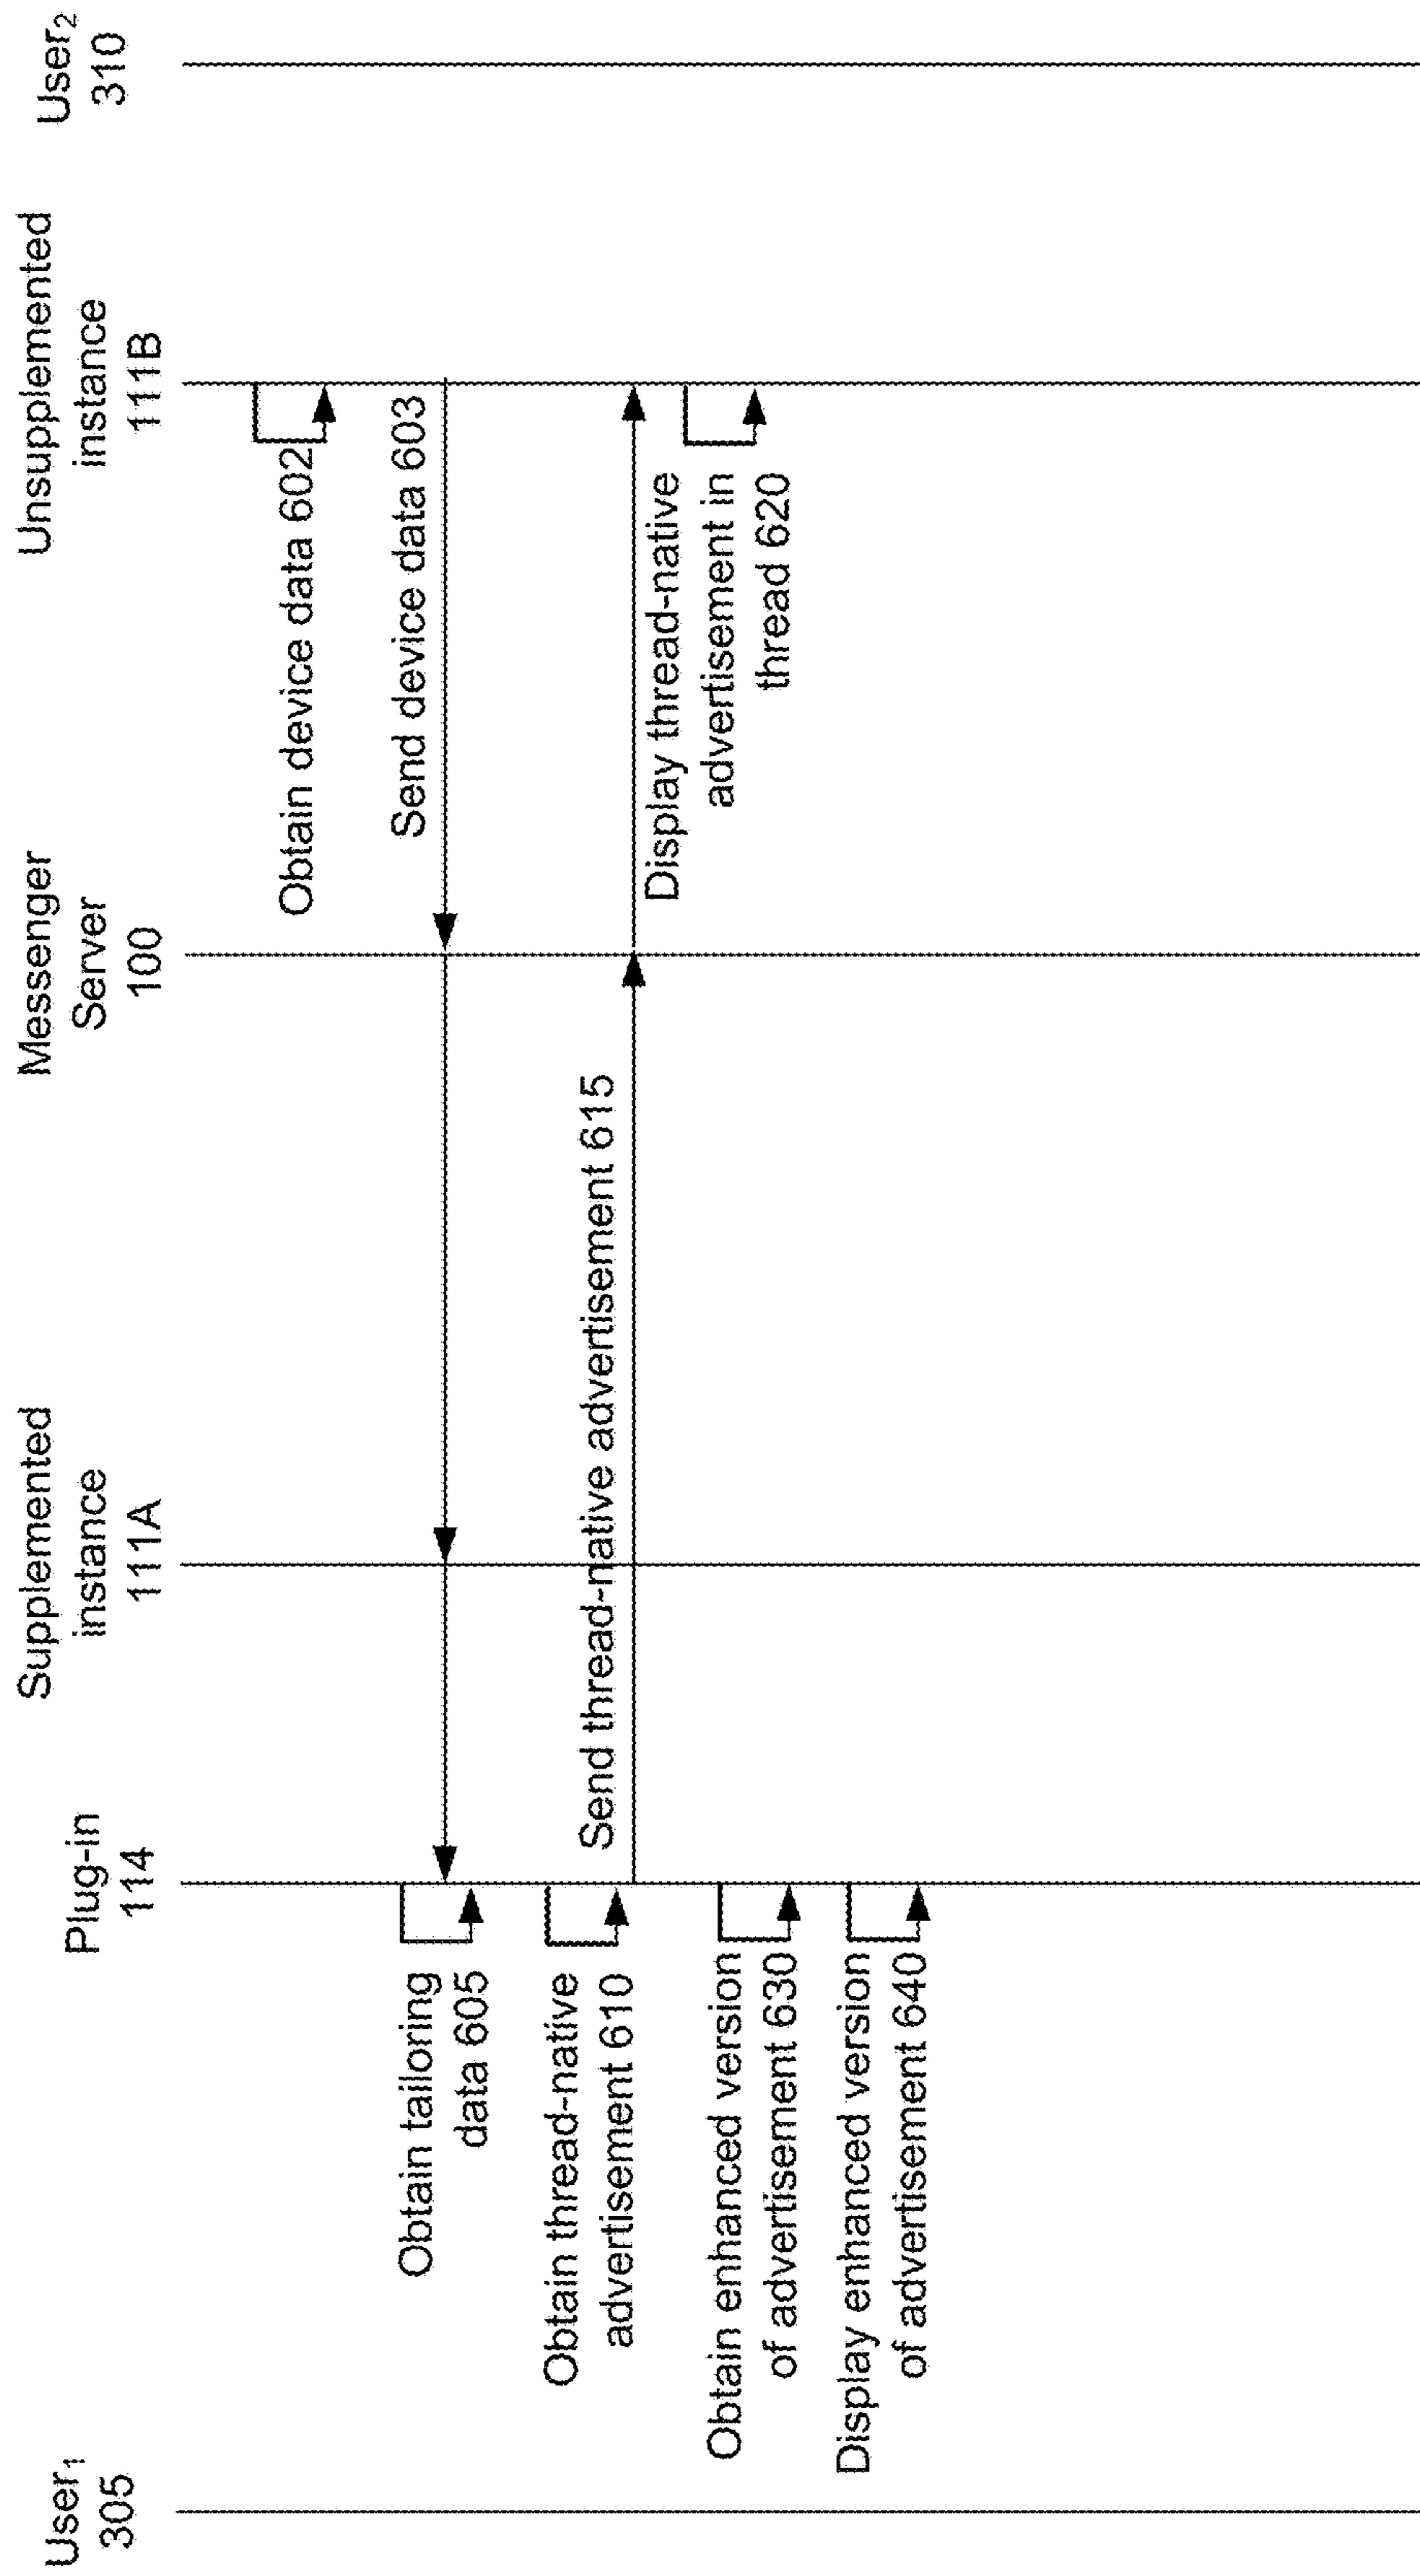 User1
305
Plug-in
114
Supplemented
instance
111A
Messenger
Server
100
Unsupplemented
instance
111B
User2
310
Obtain device data 602
Send device data 603
Obtain tailoring
data 605
Obtain thread-native
advertisement 610
Send thread-native advertisement 615
Display thread-native
advertisement in
thread 620
Obtain enhanced version
of advertisement 630
Display enhanced version
of advertisement 640